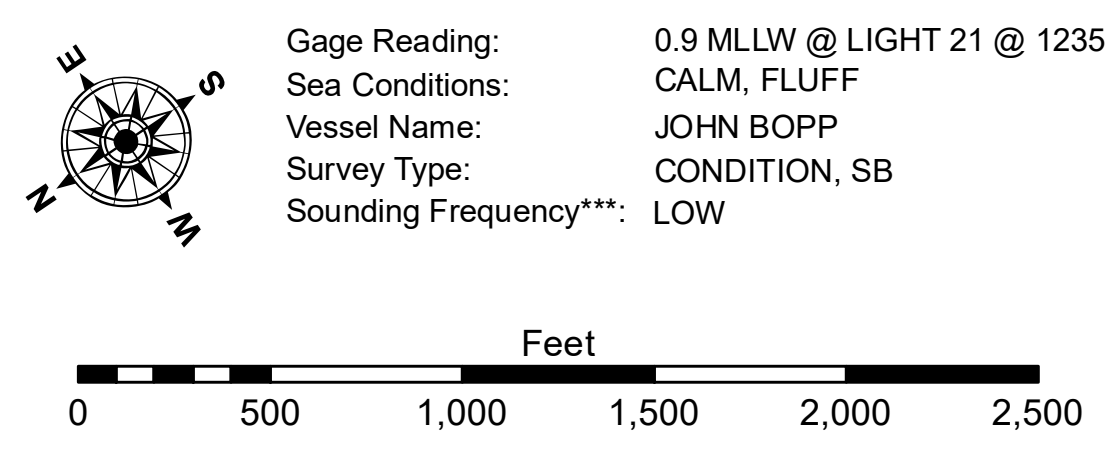 E
S
N
W
Gage Reading: 0.9 MLLW @ LIGHT 21 @ 1235
Sea Conditions: CALM, FLUFF
Vessel Name: JOHN BOPP
Survey Type: CONDITION, SB
Sounding Frequency***: LOW
Feet
0 500 1,000 1,500 2,000 2,500